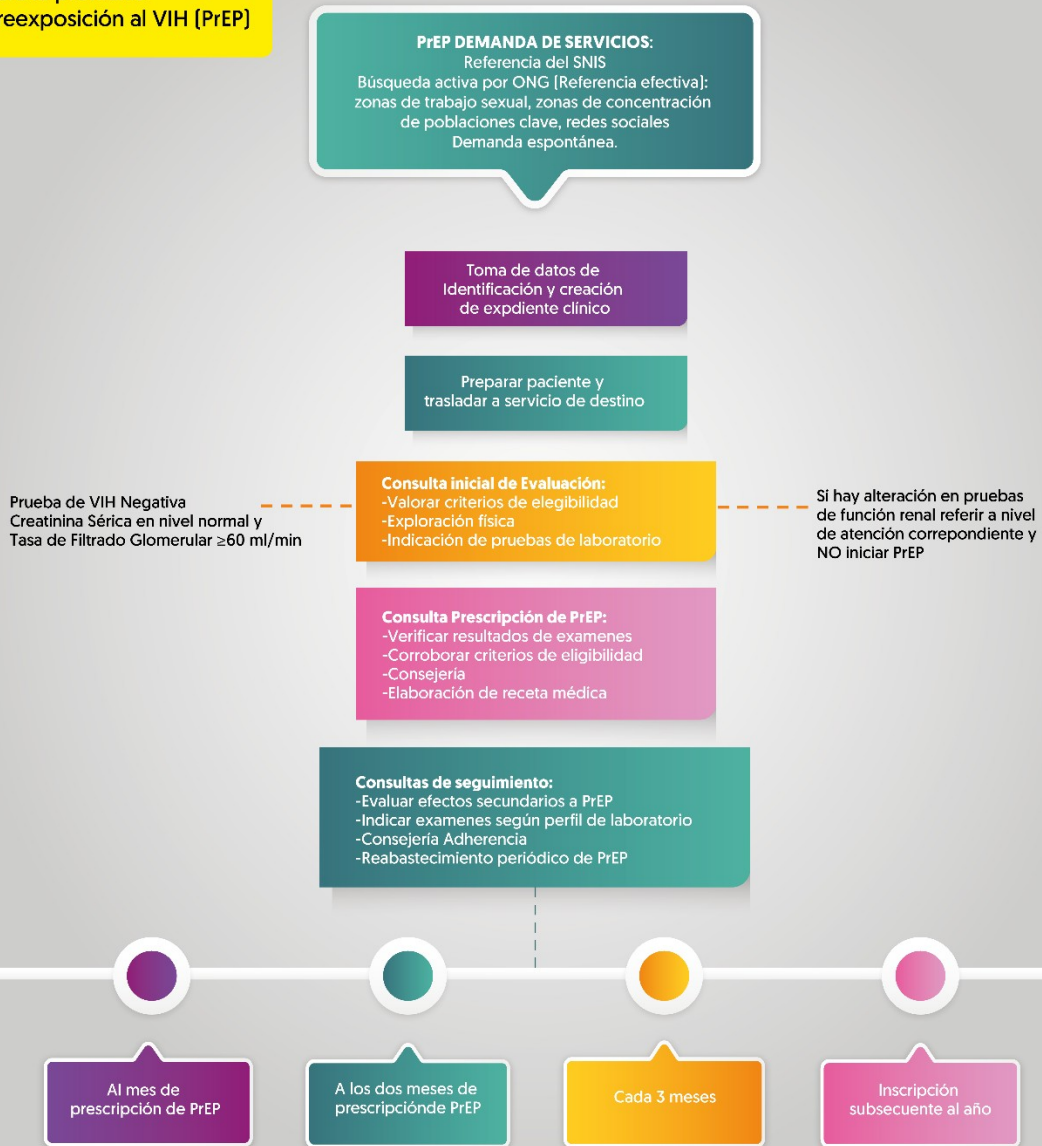 reexposición al VIH (PrEP)
PrEP DEMANDA DE SERVICIOS:
Referencia del SNIS
Búsqueda activa por ONG (Referencia efectiva):
zonas de trabajo sexual, zonas de concentración
de poblaciones clave, redes sociales
Demanda espontánea.
Toma de datos de
Identificación y creación
de expdiente clínico
Preparar paciente y
trasladar a servicio de destino
Prueba de VIH Negativa
Creatinina Sérica en nivel normal y
Tasa de Filtrado Glomerular ≥60 ml/min
Consulta inicial de Evaluación:
-Valorar criterios de elegebilidad
-Exploración física
-Indicación de pruebas de laboratorio
Si hay alteración en pruebas
de función renal referir a nivel
de atención correpondiente y
NO iniciar PrEP
Consulta Prescripción de PrEP:
-Verificar resultados de examenes
-Corroborar criterios de eligibilidad
-Consejería
-Elaboración de receta médica
Consultas de seguimiento:
-Evaluar efectos secundarios a PrEP
-Indicar examenes según perfil de laboratorio
-Consejería Adherencia
-Reabastecimiento periódico de PrEP
Al mes de
prescripción de PrEP
A los dos meses de
prescripciónde PrEP
Cada 3 meses
Inscripción
subsecuente al año